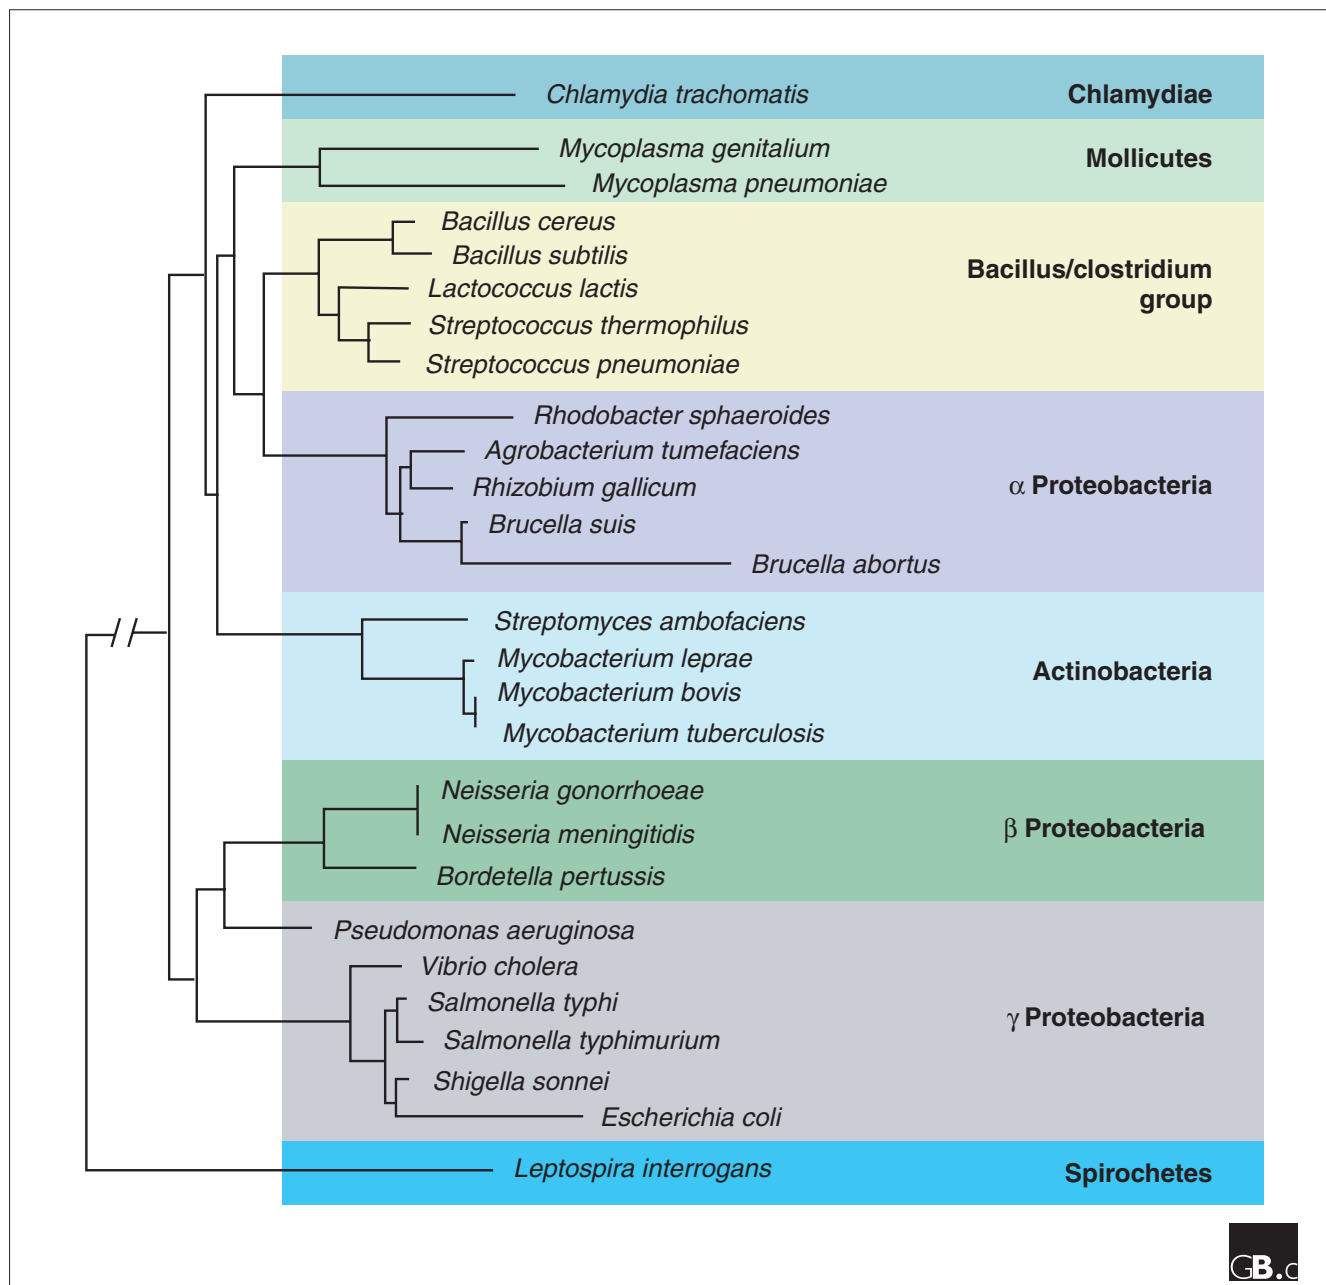 Chlamydia trachomatis Chlamydiae
Mycoplasma genitalium
Mollicutes
Mycoplasma pneumoniae
Bacillus cereus
Bacillus subtilis
Bacillus/clostridium
group
Lactococcus lactis
Streptococcus thermophilus
Streptococcus pneumoniae
Rhodobacter sphaeroides
Agrobacterium tumefaciens
Rhizobium gallicum
α Proteobacteria
Brucella suis
Brucella abortus
Streptomyces ambofaciens
Mycobacterium leprae
Actinobacteria
Mycobacterium bovis
Mycobacterium tuberculosis
Neisseria gonorrhoeae
Neisseria meningitidis
β Proteobacteria
Bordetella pertussis
Pseudomonas aeruginosa
Vibrio cholera
Salmonella typhi
γ Proteobacteria
Salmonella typhimurium
Shigella sonnei
Escherichia coli
Leptospira interrogans Spirochetes
GB.c